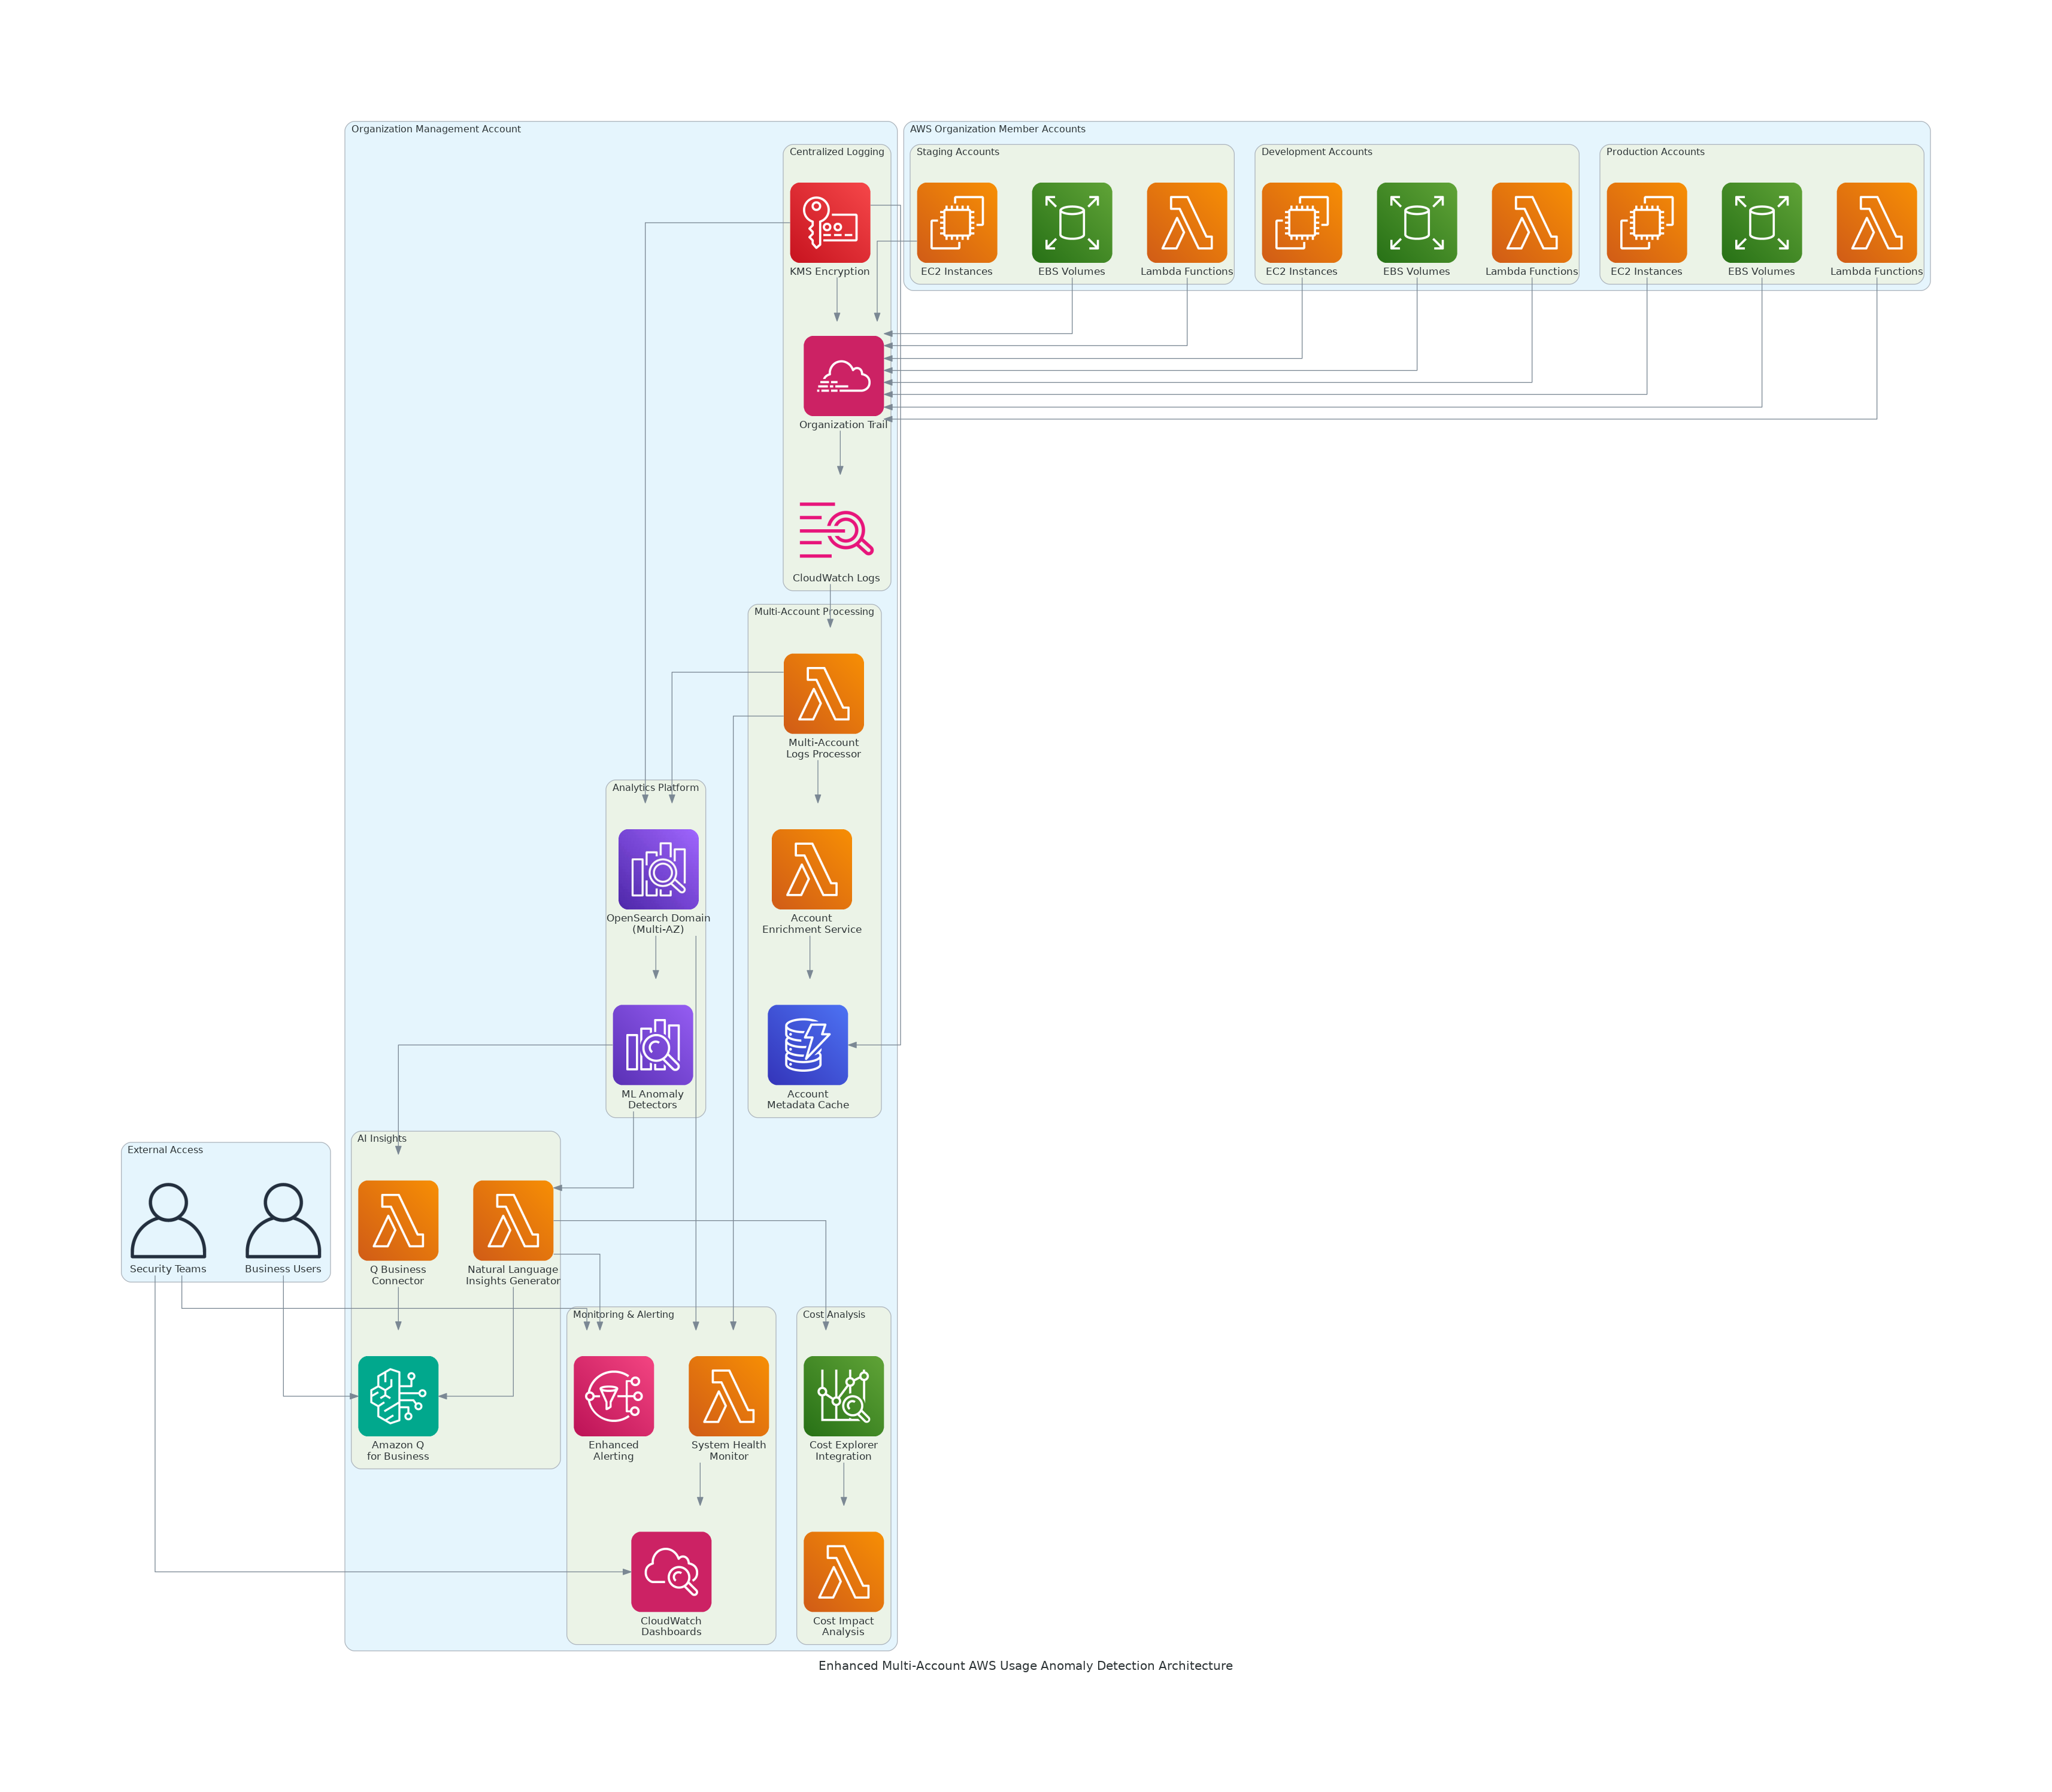 Organization Management Account
AWS Organization Member Accounts
Centralized Logging
Staging Accounts
Development Accounts
Production Accounts
KMS Encryption
EC2 Instances
EBS Volumes
Lambda Functions
EC2 Instances
EBS Volumes
Lambda Functions
EC2 Instances
EBS Volumes
Lambda Functions
Organization Trail
CloudWatch Logs
Multi-Account Processing
Multi-Account
Logs Processor
Analytics Platform
OpenSearch Domain
(Multi-AZ)
Account
Enrichment Service
ML Anomaly
Detectors
Account
Metadata Cache
AI Insights
External Access
Security Teams
Business Users
Q Business
Connector
Natural Language
Insights Generator
Monitoring & Alerting
Cost Analysis
Amazon Q
for Business
Enhanced
Alerting
System Health
Monitor
Cost Explorer
Integration
CloudWatch
Dashboards
Cost Impact
Analysis
Enhanced Multi-Account AWS Usage Anomaly Detection Architecture